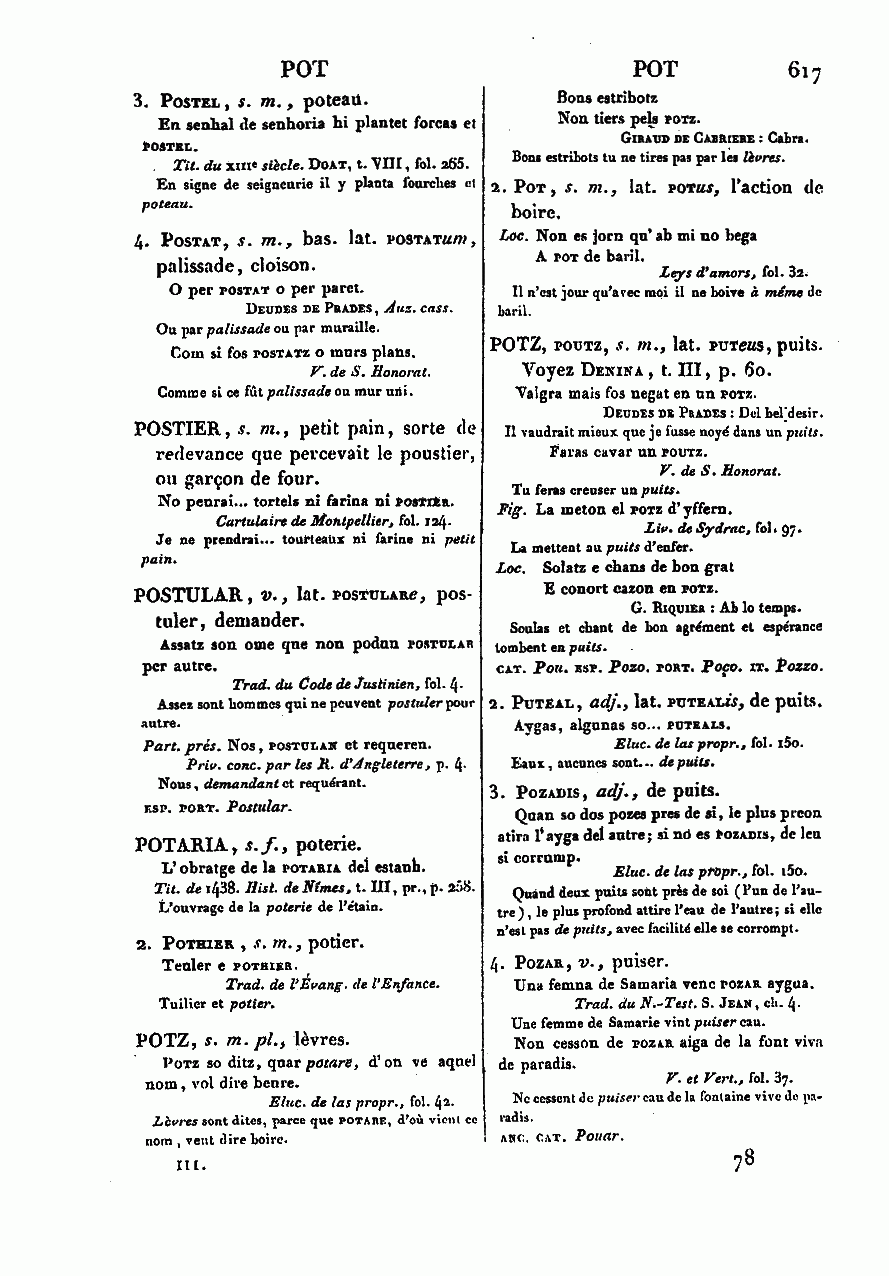 POT
3. Postel, s. m., poteau.
En senhal de senhoria hi plantet forcas et
postel.
Tit. du XIIIe siècle. Doat, t. VIII, fol. 265.
En signe de seigneurie il y planta fourches et
poteau.
4. Postat, s. m., bas. lat. postatum,
palissade, cloison.
O per postat o per paret.
Deudes de Prades, Auz. cass.
Ou par palissade ou par muraille.
Com si fos postatz o murs plans.
V. de S. Honorat.
Comme si ce fût palissade ou mur uni.
POSTIER, s. m., petit pain, sorte de
redevance que percevait le poustier,
ou garçon de four.
No penrai... tortels ni farina ni postier.
Cartulaire de Montpellier, fol. 124.
Je ne prendrai... tourteaux ni farine ni petit
pain.
POSTULAR, v., lat. postulare, pos-
tuler, demander.
Assatz son ome que non podun postular
per autre.
Trad. du Code de Justinien, fol. 4.
Assez sont hommes qui ne peuvent postuler pour
autre.
Part. prés. Nos, postulan et requeren.
Priv. conc. par les R. d'Angleterre, p. 4.
Nous, demandant et requérant.
esp. port. Postular.
POTARIA, s. f., poterie.
L'obratge de la potaria del estanh.
Tit. de 1438. Hist. de Nîmes, t. III, pr., p. 258.
L'ouvrage de la poterie de l'étain.
2. Pothier, s. m., potier.
Teuler e pothier.
Trad. de l'Évang. de l'Enfance.
Tuilier et potier.
POTZ, s. m. pl., lèvres.
Potz so ditz, quar potare, d'on ve aquel
nom, vol dire beure.
Eluc. de las propr., fol. 42.
Lèvres sont dites, parce que potare, d'où vient ce
nom, veut dire boire.
III.
POT 617
Bons estribotz
Non tiers pels potz.
Giraud de Cabriere : Cabra.
Bons estribots tu ne tires pas par les lèvres.
2. Pot, s. m., lat. potus, l'action de
boire.
Loc. Non es jorn qu'ab mi no bega
A pot de baril.
Leys d'amors, fol. 32.
Il n'est jour qu'avec moi il ne boive à même de
baril.
POTZ, poutz, s. m., lat. puteus, puits.
Voyez Denina, t. III, p. 60.
Valgra mais fos negat en un potz.
Deudes de Prades : Del bel desir.
Il vaudrait mieux que je fusse noyé dans un puits.
Faras cavar un poutz.
V. de S. Honorat.
Tu feras creuser un puits.
Fig. La meton el potz d'yffern.
Liv. de Sydrac, fol. 97.
La mettent au puits d'enfer.
Loc. Solatz e chans de bon grat
E conort cazon en potz.
G. Riquier : Ab lo temps.
Soulas et chant de bon agrément et espérance
tombent en puits.
cat. Pou. esp. Pozo. port. Poço. it. Pozzo.
2. Puteal, adj., lat. putealis, de puits.
Aygas, algunas so... puteals.
Eluc. de las propr., fol. 150.
Eaux, aucunes sont... de puits.
3. Pozadis, adj., de puits.
Quan so dos pozes pres de si, le plus preon
atira l'ayga del autre; si no es pozadis, de leu
si corrump.
Eluc. de las propr., fol. 150.
Quand deux puits sont près de soi (l'un de l'au-
tre), le plus profond attire l'eau de l'autre; si elle
n'est pas de puits, avec facilité elle se corrompt.
4. Pozar, v., puiser.
Una femna de Samaria venc pozar aygua.
Trad. du N.-Test. S. Jean, ch. 4.
Une femme de Samarie vint puiser eau.
Non cesson de pozar aiga de la font viva
de paradis.
V. et Vert., fol. 37.
Ne cessent de puiser eau de la fontaine vive de pa-
radis.
anc. cat. Pouar.
78